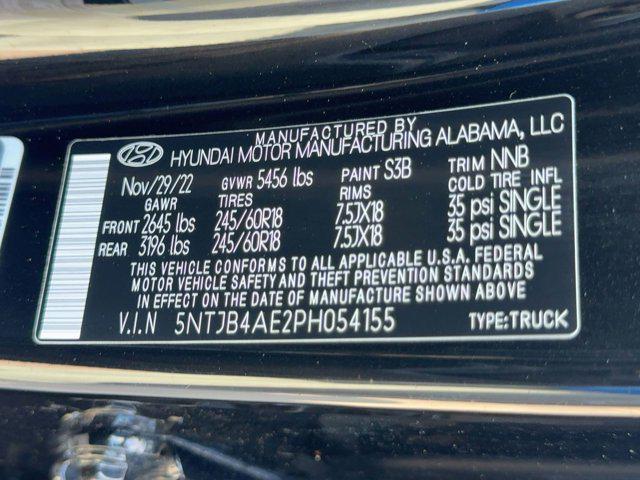 MANUFACTURED BY
HYUNDAI MOTOR MANUFACTURING ALABAMA, LLC
Nov/29/22 GVWR 5456 lbs PAINT S3B TRIM NNB
GAWR TIRES RIMS COLD TIRE INFL
FRONT 2645 lbs 245/60R18 7.5JX18 35 psi SINGLE
REAR 3196 lbs 245/60R18 7.5JX18 35 psi SINGLE
THIS VEHICLE CONFORMS TO ALL APPLICABLE U.S.A. FEDERAL
MOTOR VEHICLE SAFETY AND THEFT PREVENTION STANDARDS
IN EFFECT ON THE DATE OF MANUFACTURE SHOWN ABOVE
V.I.N 5NTJB4AE2PH054155 TYPE:TRUCK